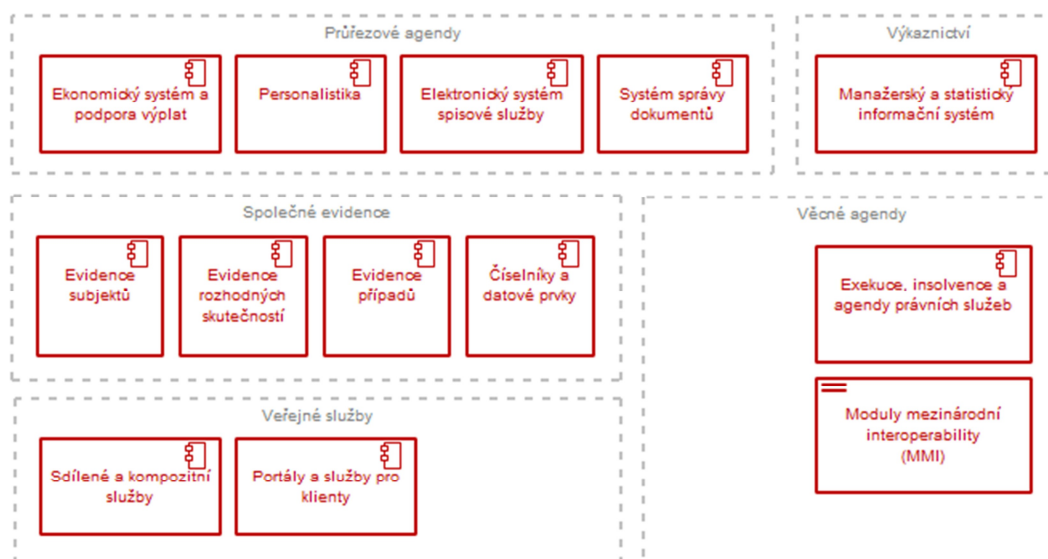 Průřezové agendy
Ekonomický systém a
podpora výplat
Personalistika
Elektronický systém
spisové služby
Systém správy
dokumentů
Výkaznictví
Manažerský a statistický
informační systém
Společné evidence
Evidence
subjektů
Evidence
rozhodných
skutečností
Evidence
případů
Číselníky a
datové prvky
Věcné agendy
Exekuce, insolvence a
agendy právních služeb
Moduly mezinárodní
interoperability
(MMI)
Veřejné služby
Sdílené a kompozitní
služby
Portály a služby pro
klienty